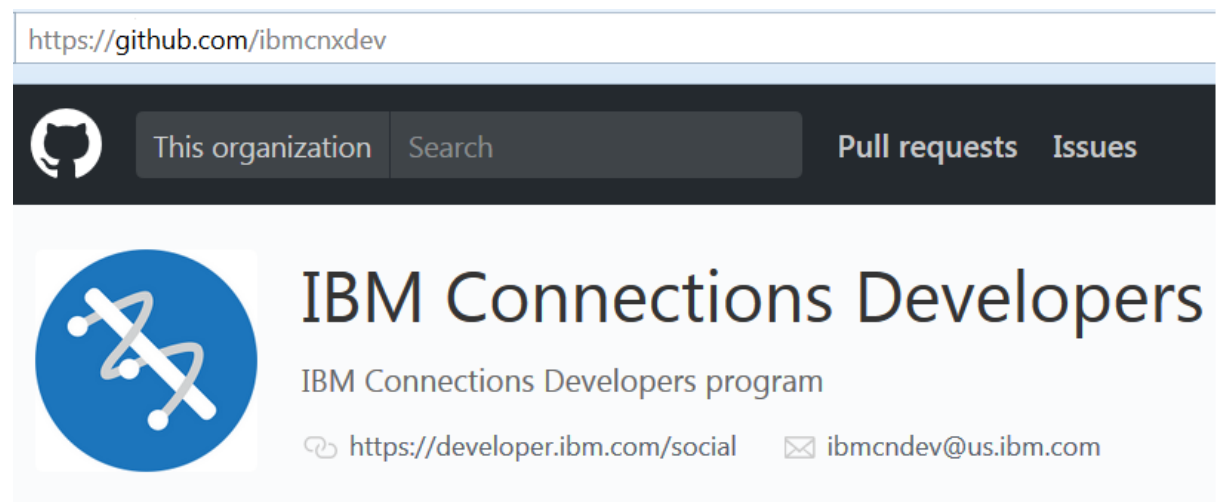 https://github.com/ibmcnxdev
This organization Search Pull requests Issues
IBM Connections Developers
IBM Connections Developers program
https://developer.ibm.com/social ibmcndev@us.ibm.com